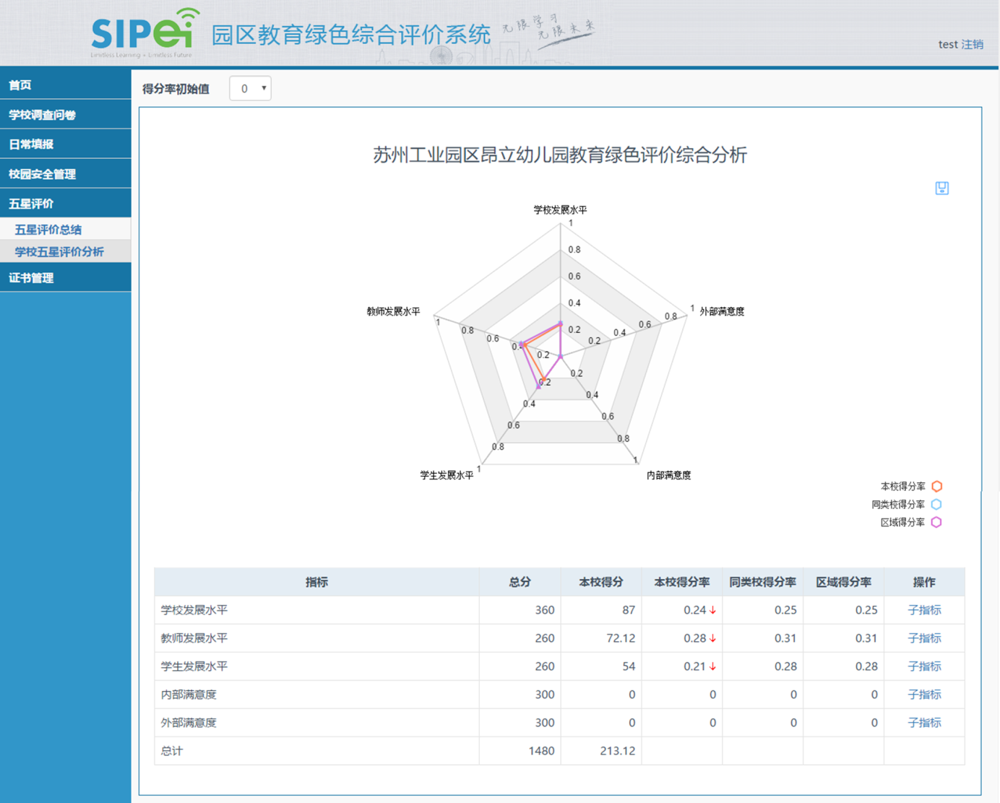 SIPEi
Limitless Learning + Limitless Future
园区教育绿色综合评价系统
无限学习
无限未来
test 注销
首页
学校调查问卷
日常填报
校园安全管理
五星评价
五星评价总结
学校五星评价分析
证书管理
得分率初始值 0
苏州工业园区昂立幼儿园教育绿色评价综合分析
学校发展水平
1
0.8
0.6
0.4
0.2
外部满意度
1
0.8
0.6
0.4
0.2
教师发展水平
1
0.8
0.6
0.4
0.2
学生发展水平
1
0.8
0.6
0.4
0.2
内部满意度
1
0.8
0.6
0.4
0.2
本校得分率
同类校得分率
区域得分率
指标 总分 本校得分 本校得分率 同类校得分率 区域得分率 操作
学校发展水平 360 87 0.24↓ 0.25 0.25 子指标
教师发展水平 260 72.12 0.28↓ 0.31 0.31 子指标
学生发展水平 260 54 0.21↓ 0.28 0.28 子指标
内部满意度 300 0 0 0 0 子指标
外部满意度 300 0 0 0 0 子指标
总计 1480 213.12